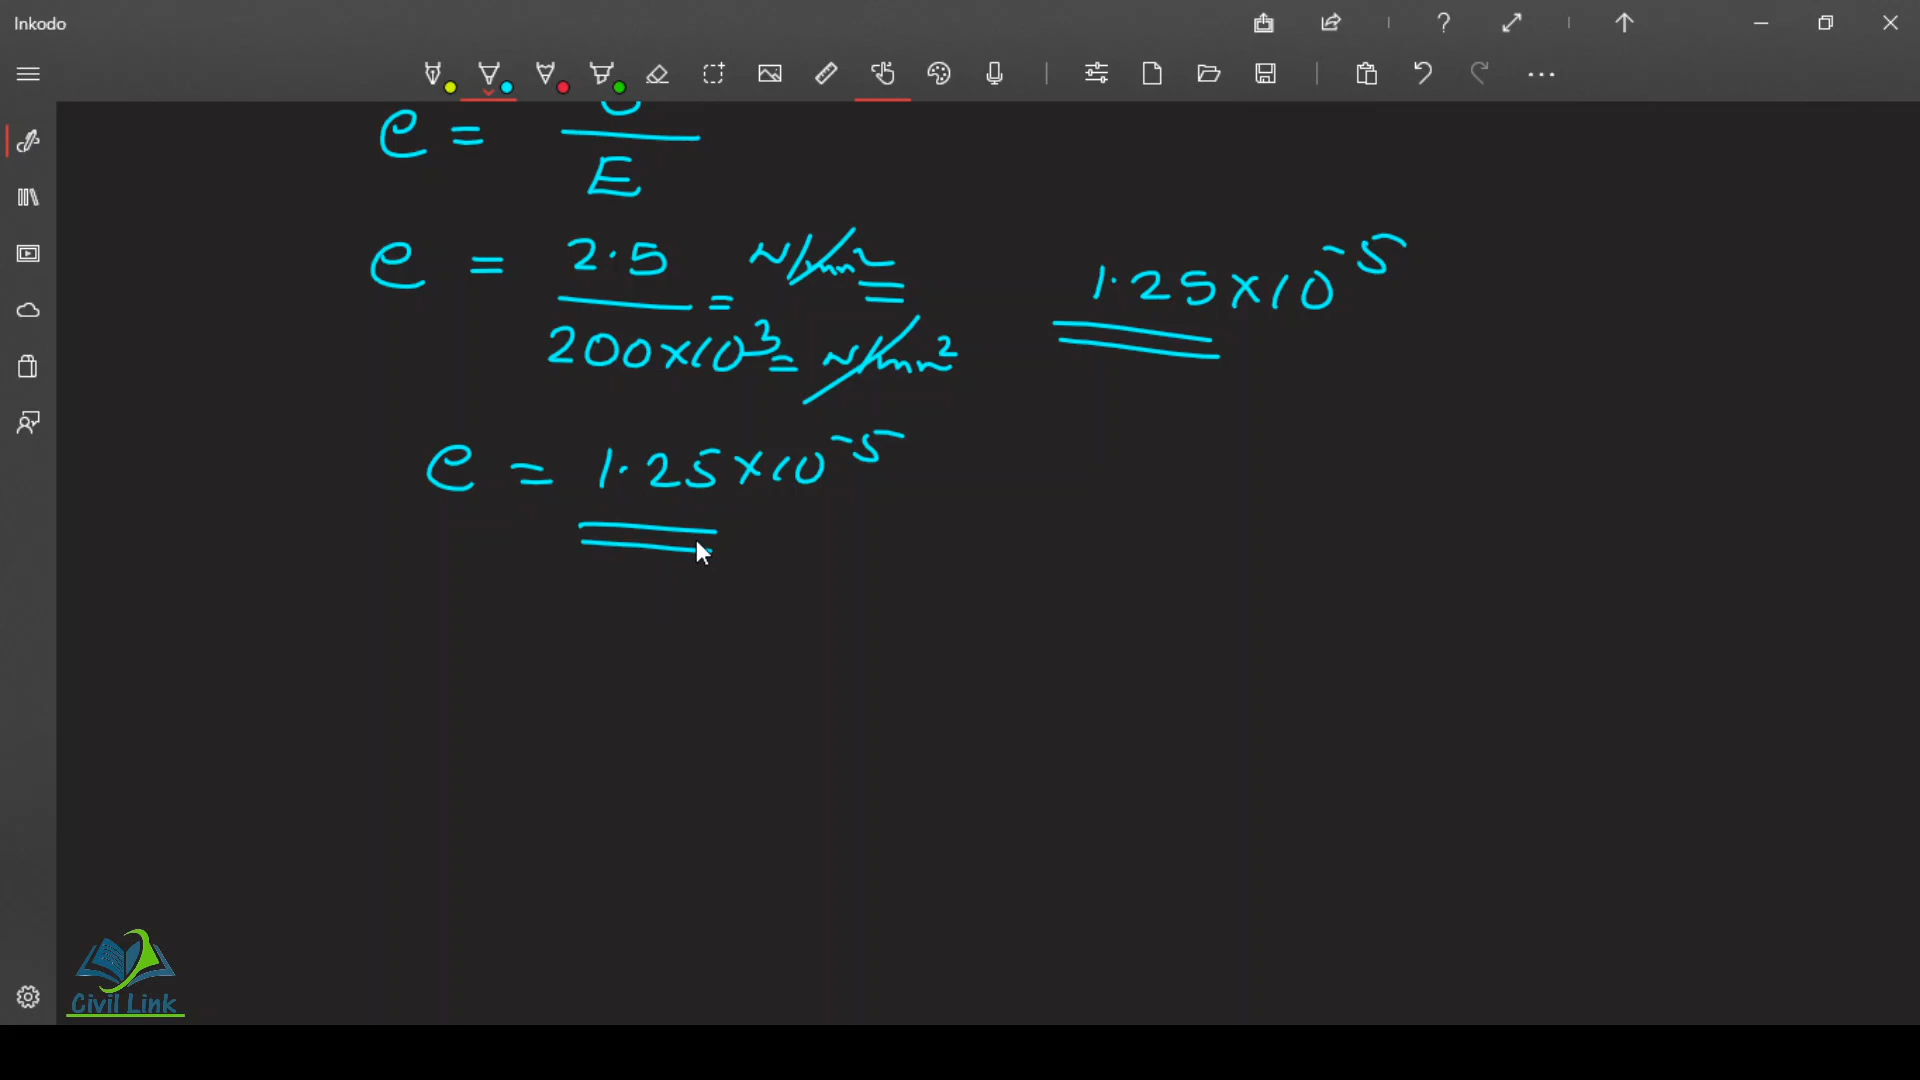 Inkodo
e =
E
e = 2.5 N/mm²
=
200×10³ = N/mm²
1.25×10⁻⁵
e = 1.25×10⁻⁵
Civil Link